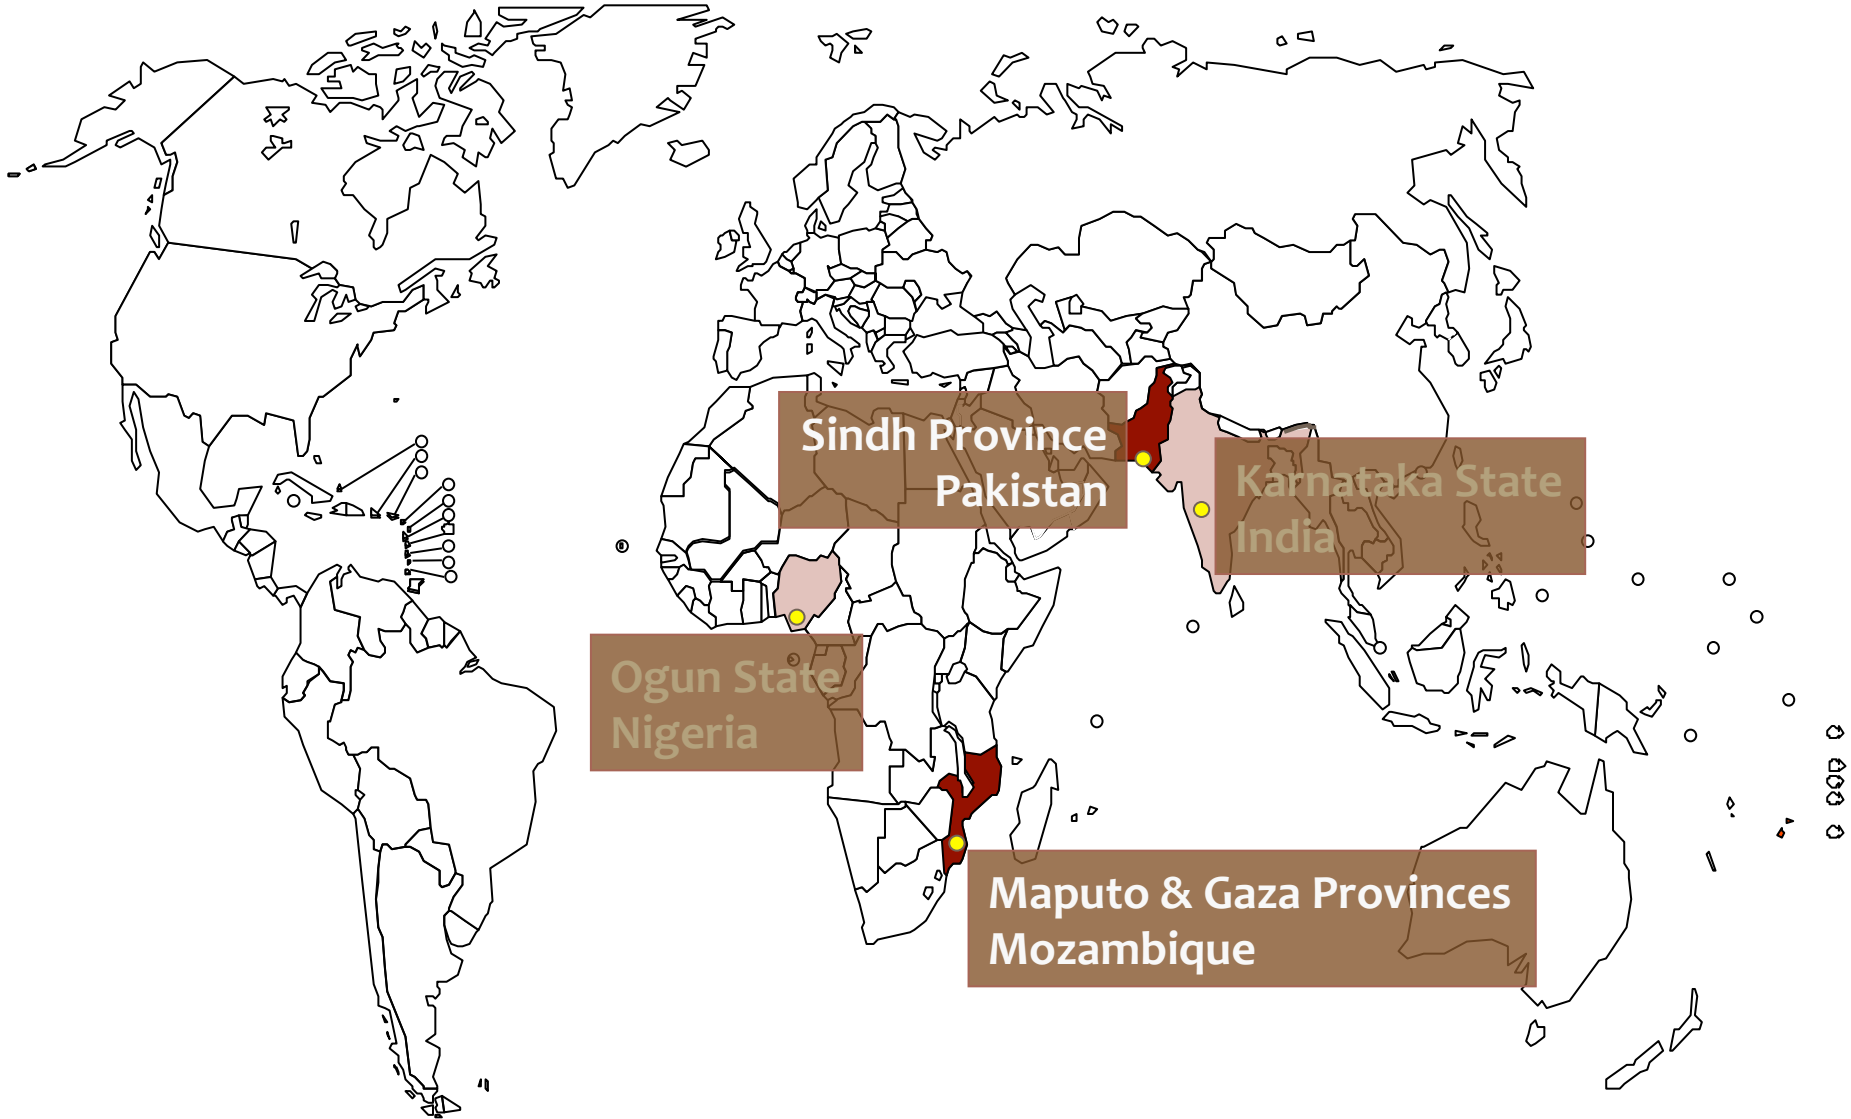 Sindh Province
Pakistan
Karnataka State
India
Ogun State
Nigeria
Maputo & Gaza Provinces
Mozambique